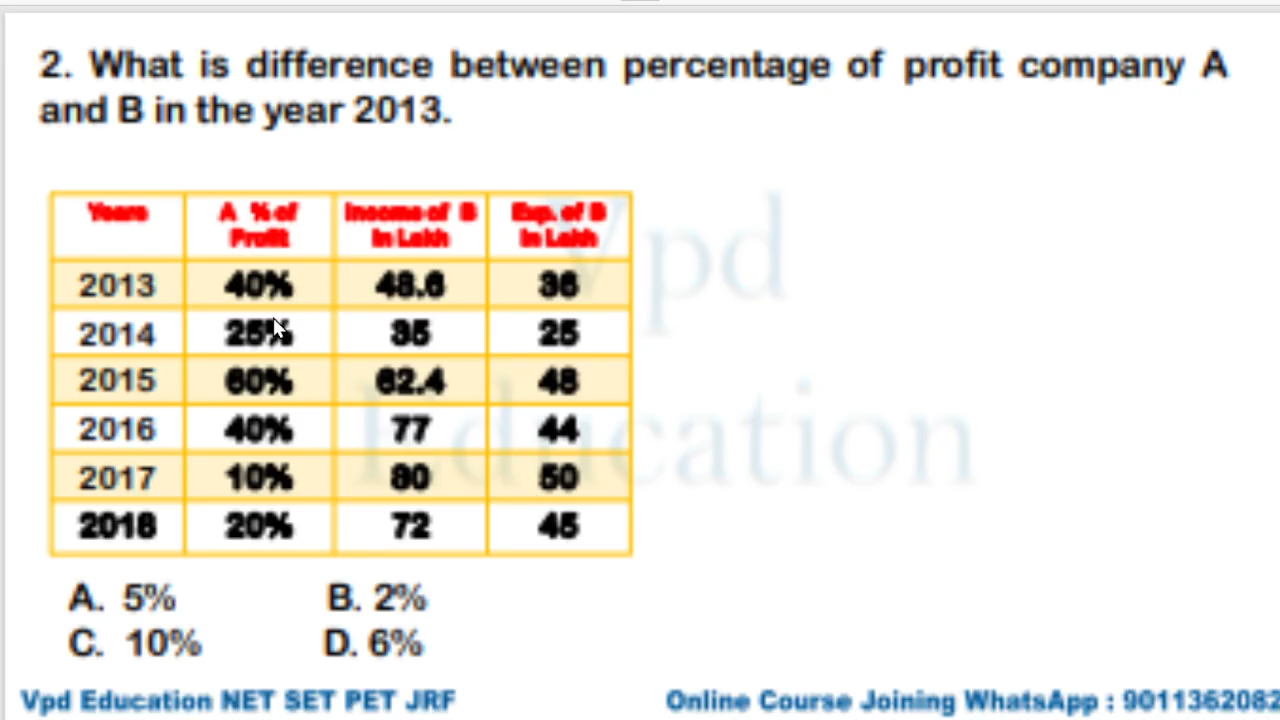 2. What is difference between percentage of profit company A
and B in the year 2013.
Years A % of Profit Income of B In Lakh Exp. of B In Lakh
2013 40% 48.6 36
2014 25% 35 25
2015 60% 62.4 48
2016 40% 77 44
2017 10% 80 50
2018 20% 72 45
A. 5% B. 2%
C. 10% D. 6%
Vpd
Education
Vpd Education NET SET PET JRF Online Course Joining WhatsApp : 9011362082